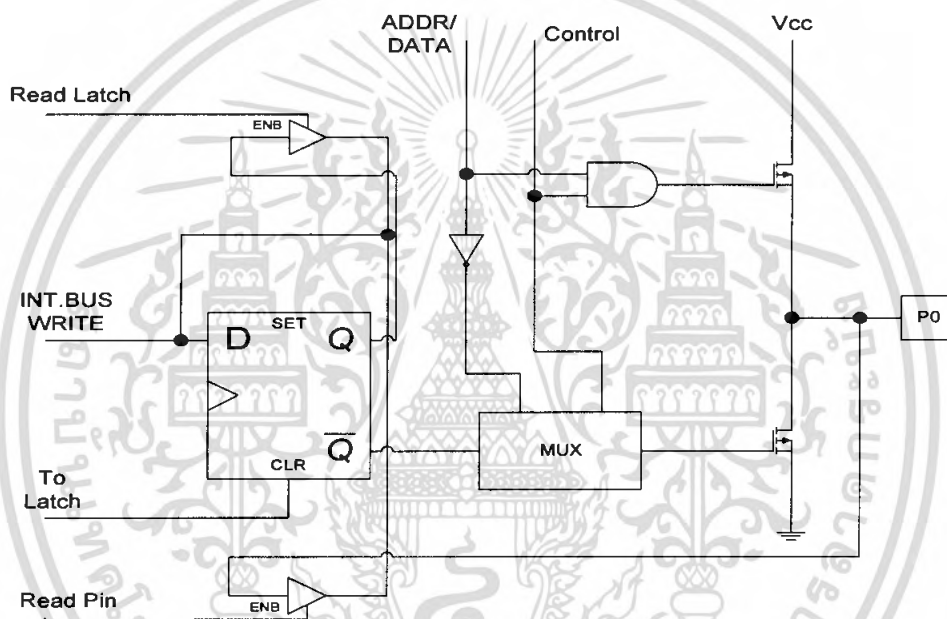 ADDR/
DATA
Control
Vcc
Read Latch
ENB
INT.BUS
WRITE
D
SET
Q
P0
Q̅
CLR
MUX
To
Latch
Read Pin
ENB